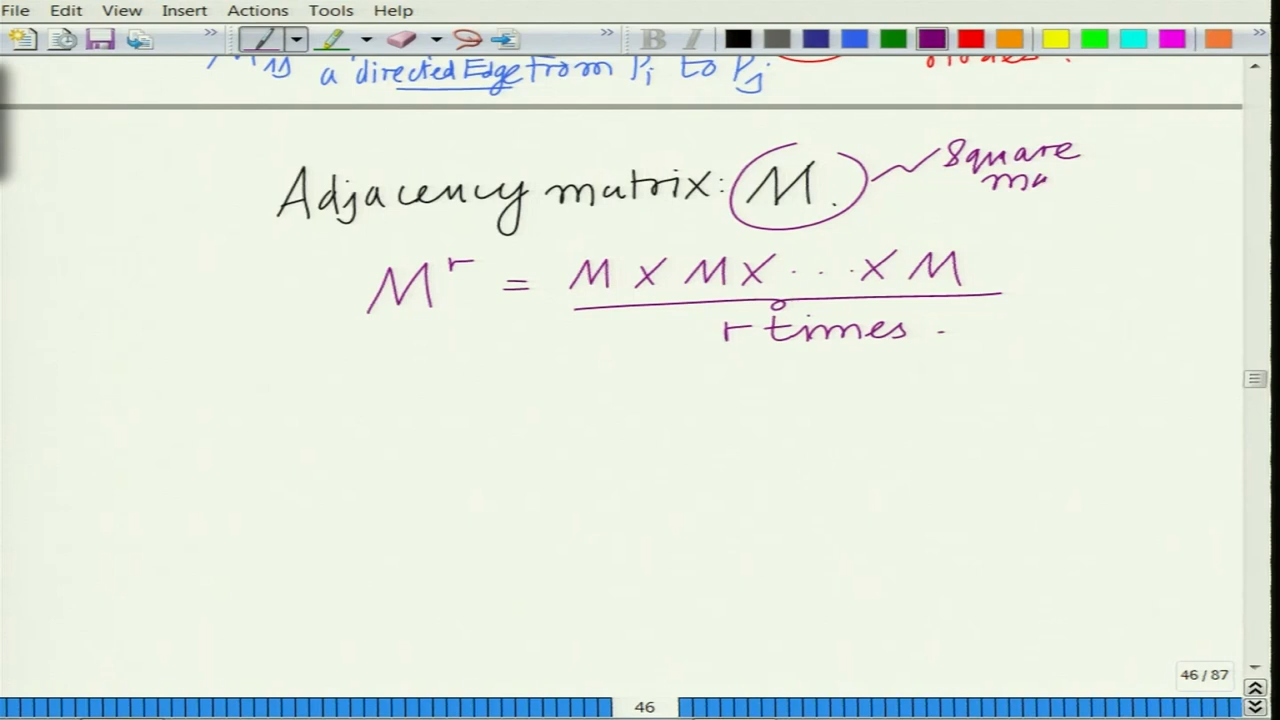 File Edit View Insert Actions Tools Help
B I
a directed Edge from Pi to Pj
Adjacency matrix: M. Square
ma
M^r = M X M X . . . X M
r times .
46 / 87
46